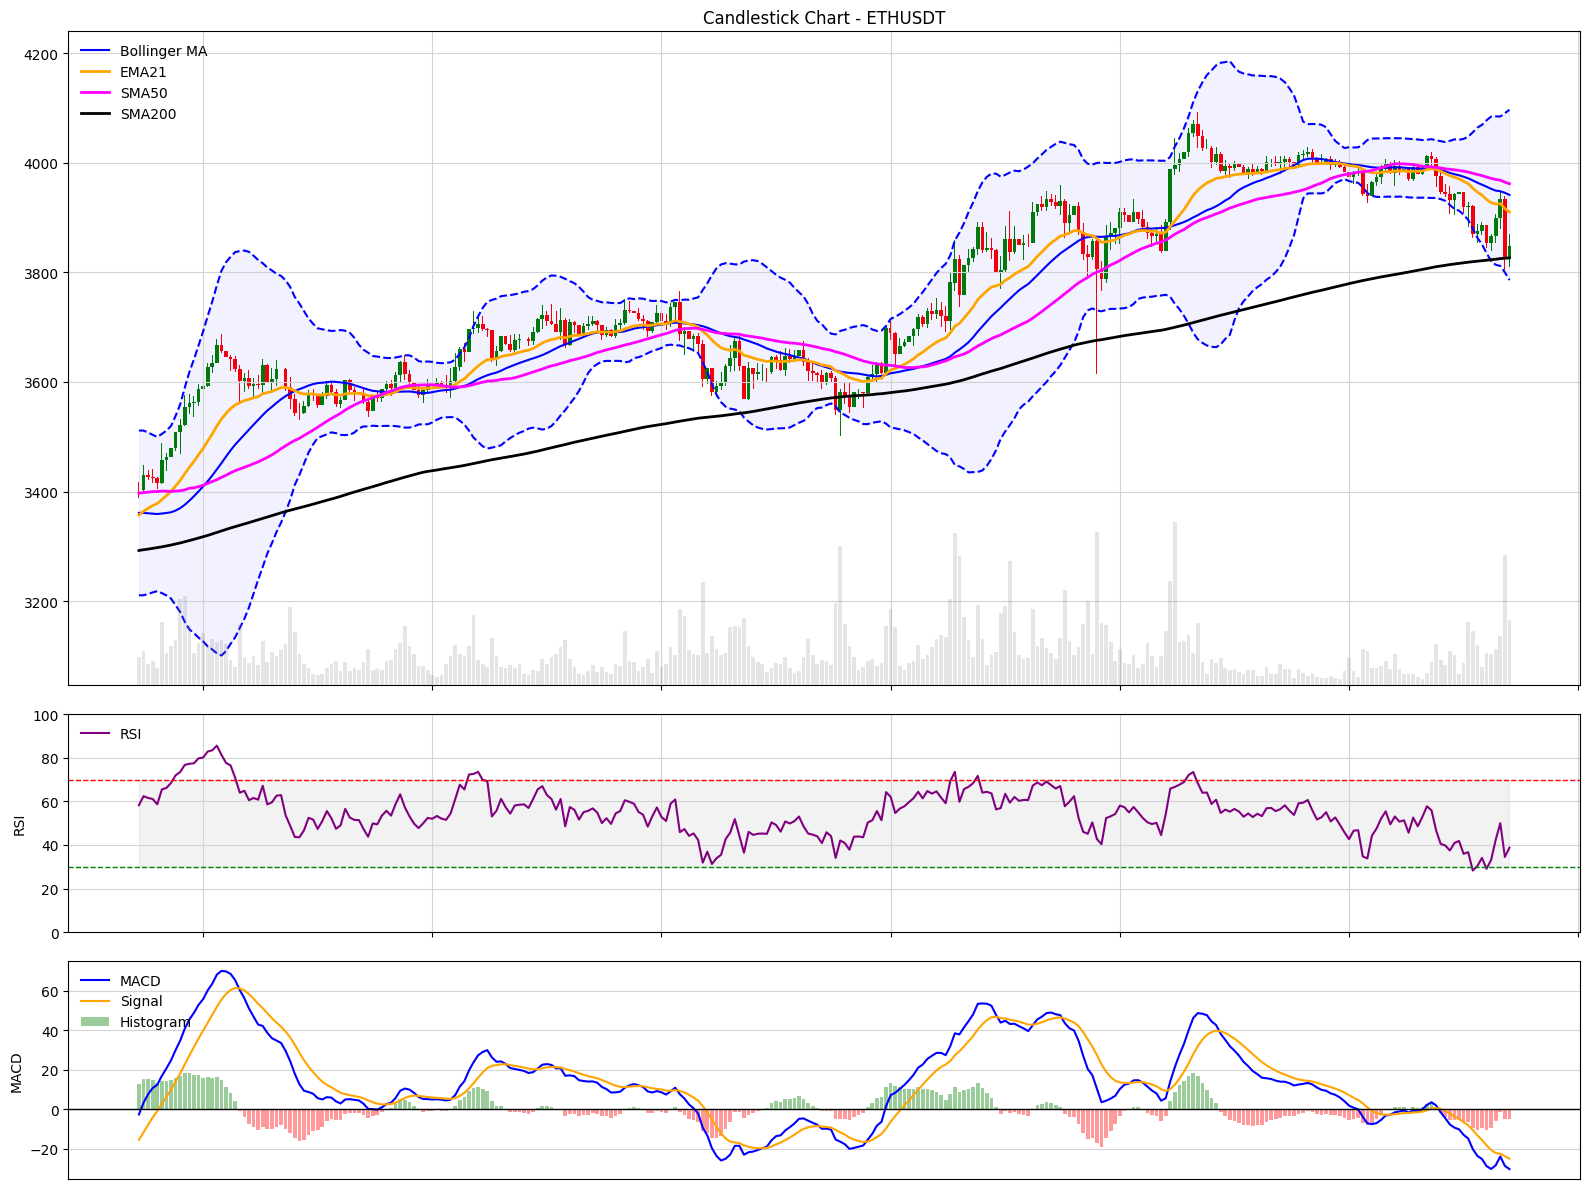 Candlestick Chart - ETHUSDT
Bollinger MA
EMA21
SMA50
SMA200
4200
4000
3800
3600
3400
3200
RSI
RSI
100
80
60
40
20
0
MACD
Signal
Histogram
MACD
60
40
20
0
−20